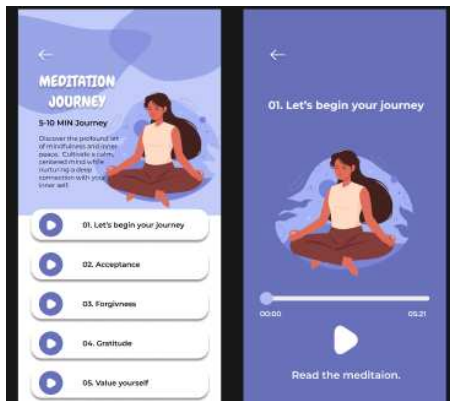 MEDITATION
JOURNEY
5-10 MIN Journey
Discover the profound art
of mindfulness and inner
peace. Cultivate a calm,
centered mind while
nurturing a deep
connection with your
inner self.
01. Let's begin your journey
02. Acceptance
03. Forgivness
04. Gratitude
05. Value yourself
01. Let's begin your journey
00:00
05:21
Read the meditaion.